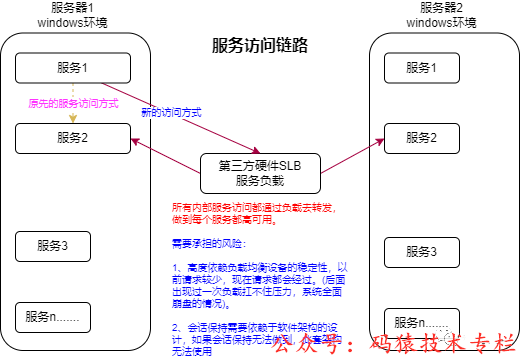 服务器1
windows环境
服务器2
windows环境
服务访问链路
服务1
原先的服务访问方式
新的访问方式
服务2
服务3
服务n.......
第三方硬件SLB
服务负载
服务1
服务2
服务3
服务n.......
所有内部服务访问都通过负载去转发，
做到每个服务都高可用。
需要承担的风险：
1、高度依赖负载均衡设备的稳定性，以
前请求较少，现在请求都会经过。(后面
出现过一次负载扛不住压力，系统全面
崩盘的情况)。
2、会话保持需要依赖于软件架构的设
计，如果会话保持无法做到，架构
无法使用
公众号：码猿技术专栏